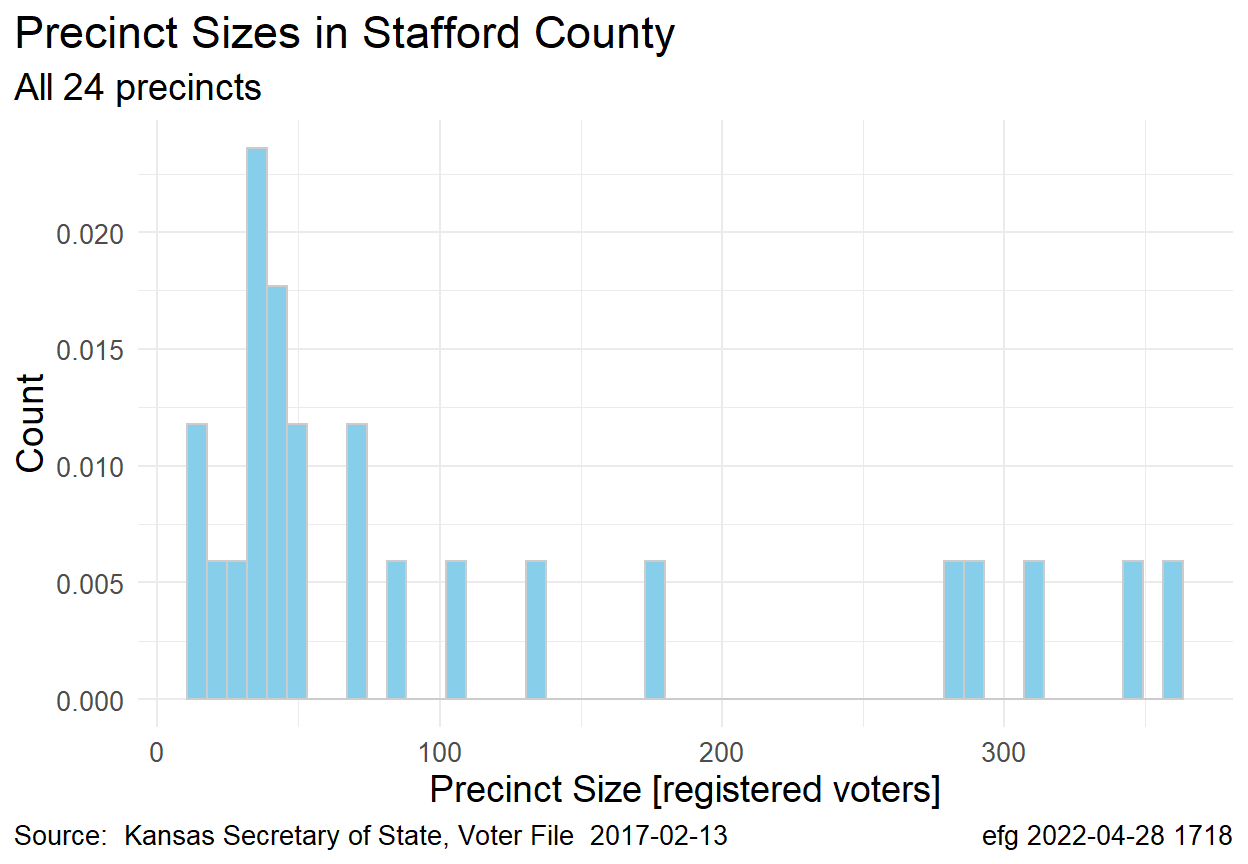 Precinct Sizes in Stafford County
All 24 precincts
0.020
0.015
0.010
0.005
0.000
Count
0 100 200 300
Precinct Size [registered voters]
Source:  Kansas Secretary of State, Voter File  2017-02-13
efg 2022-04-28 1718